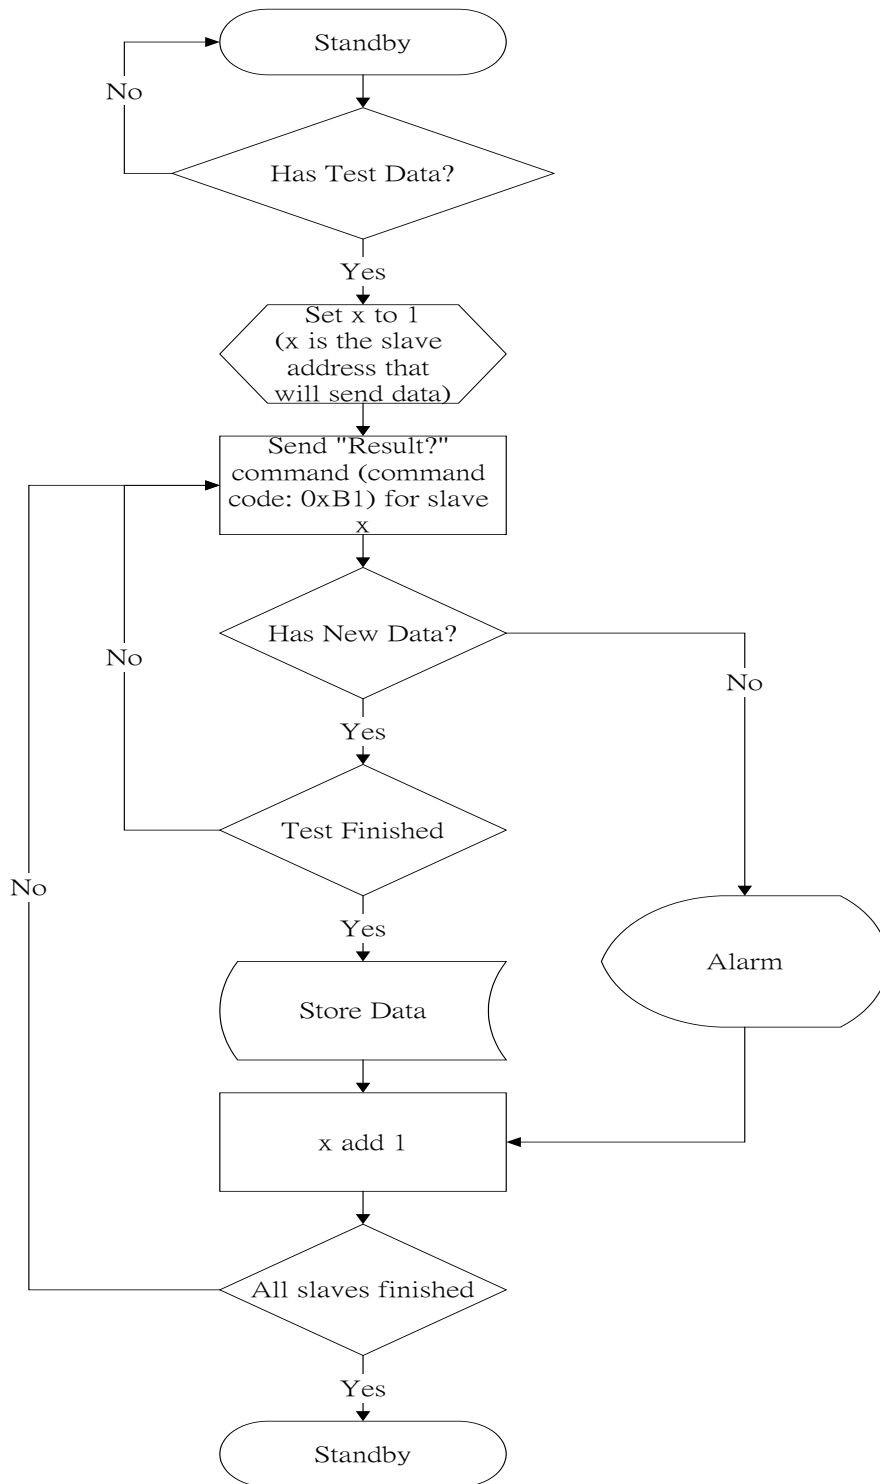 Standby
No
Has Test Data?
Yes
Set x to 1
(x is the slave
address that
will send data)
Send "Result?"
command (command
code: 0xB1) for slave
x
Has New Data?
No
No
Yes
Test Finished
No
Yes
Alarm
Store Data
x add 1
All slaves finished
Yes
Standby